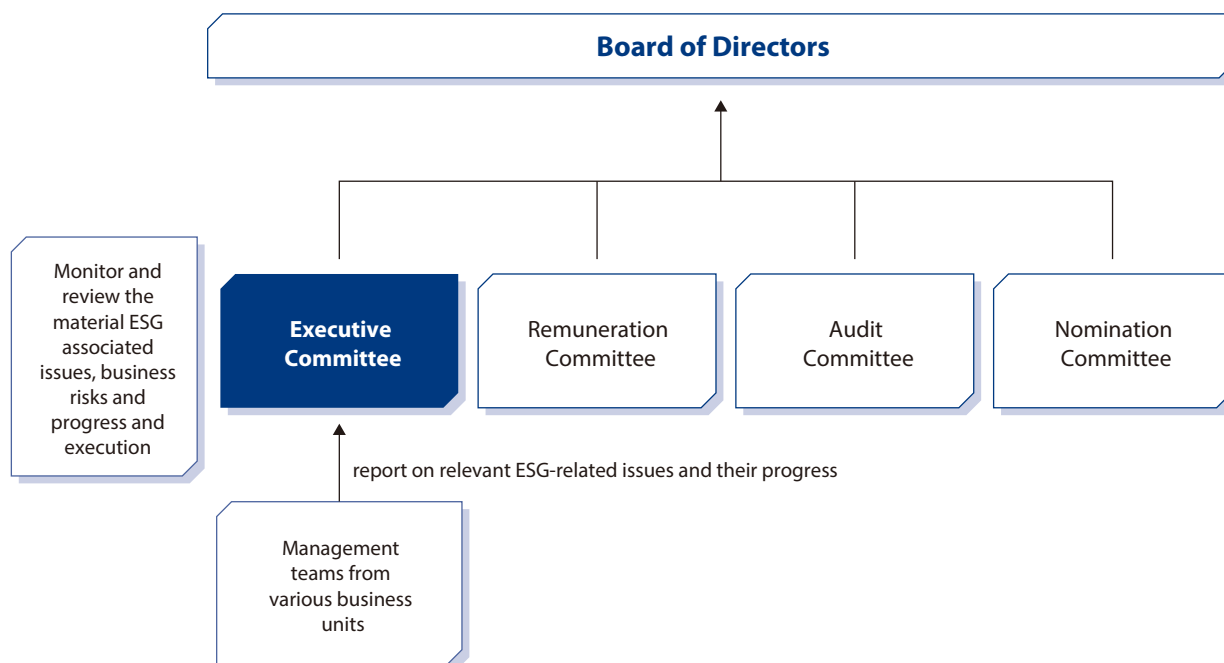 Board of Directors
Monitor and
review the
material ESG
associated
issues, business
risks and
progress and
execution
Executive
Committee
Remuneration
Committee
Audit
Committee
Nomination
Committee
report on relevant ESG-related issues and their progress
Management
teams from
various business
units